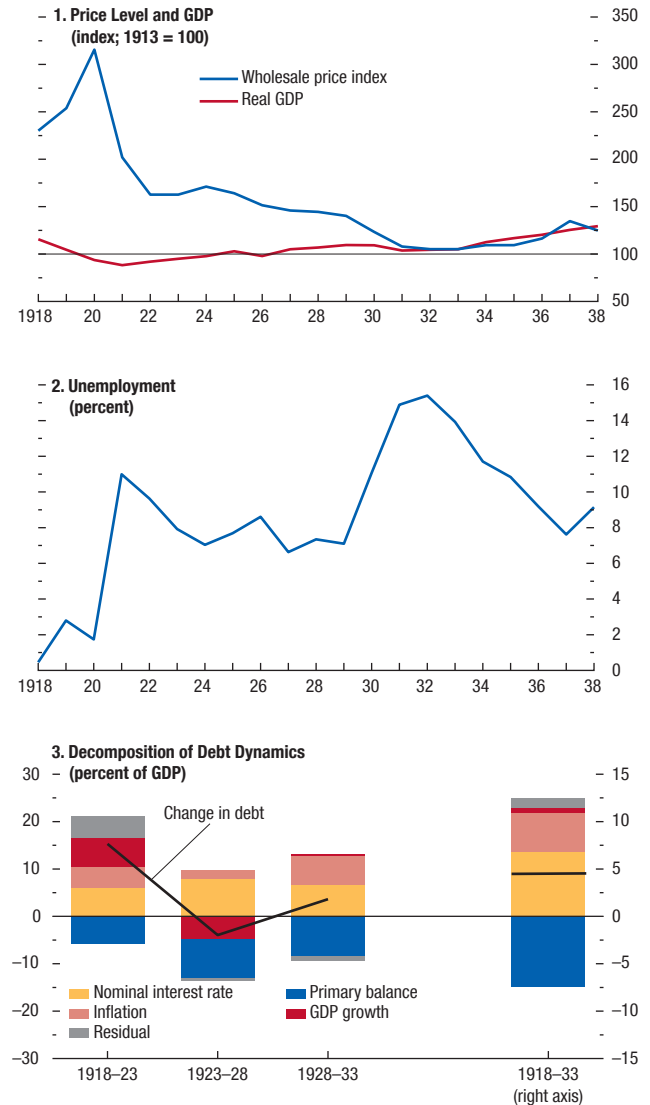 1. Price Level and GDP
(index; 1913 = 100)
350
300
250
200
150
100
50
Wholesale price index
Real GDP
1918 20 22 24 26 28 30 32 34 36 38
2. Unemployment
(percent)
16
14
12
10
8
6
4
2
0
1918 20 22 24 26 28 30 32 34 36 38
3. Decomposition of Debt Dynamics
(percent of GDP)
30 15
20 10
10 5
0 0
–10 –5
–20 –10
–30 –15
Change in debt
Nominal interest rate Primary balance
Inflation GDP growth
Residual
1918–23 1923–28 1928–33 1918–33
(right axis)